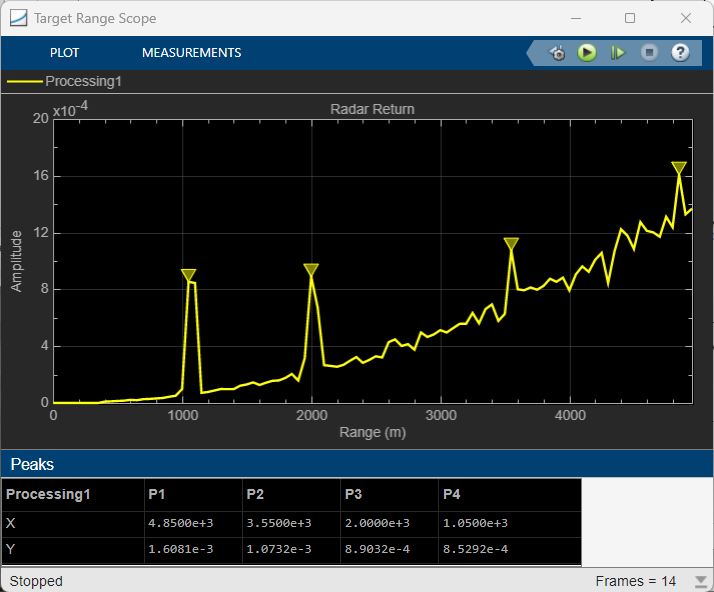 Target Range Scope
PLOT MEASUREMENTS ?
Processing1
x10-4 Radar Return
20
16
12
8
4
0
Amplitude
0 1000 2000 3000 4000
Range (m)
Peaks
Processing1 P1 P2 P3 P4
X 4.8500e+3 3.5500e+3 2.0000e+3 1.0500e+3
Y 1.6081e-3 1.0732e-3 8.9032e-4 8.5292e-4
Stopped Frames = 14